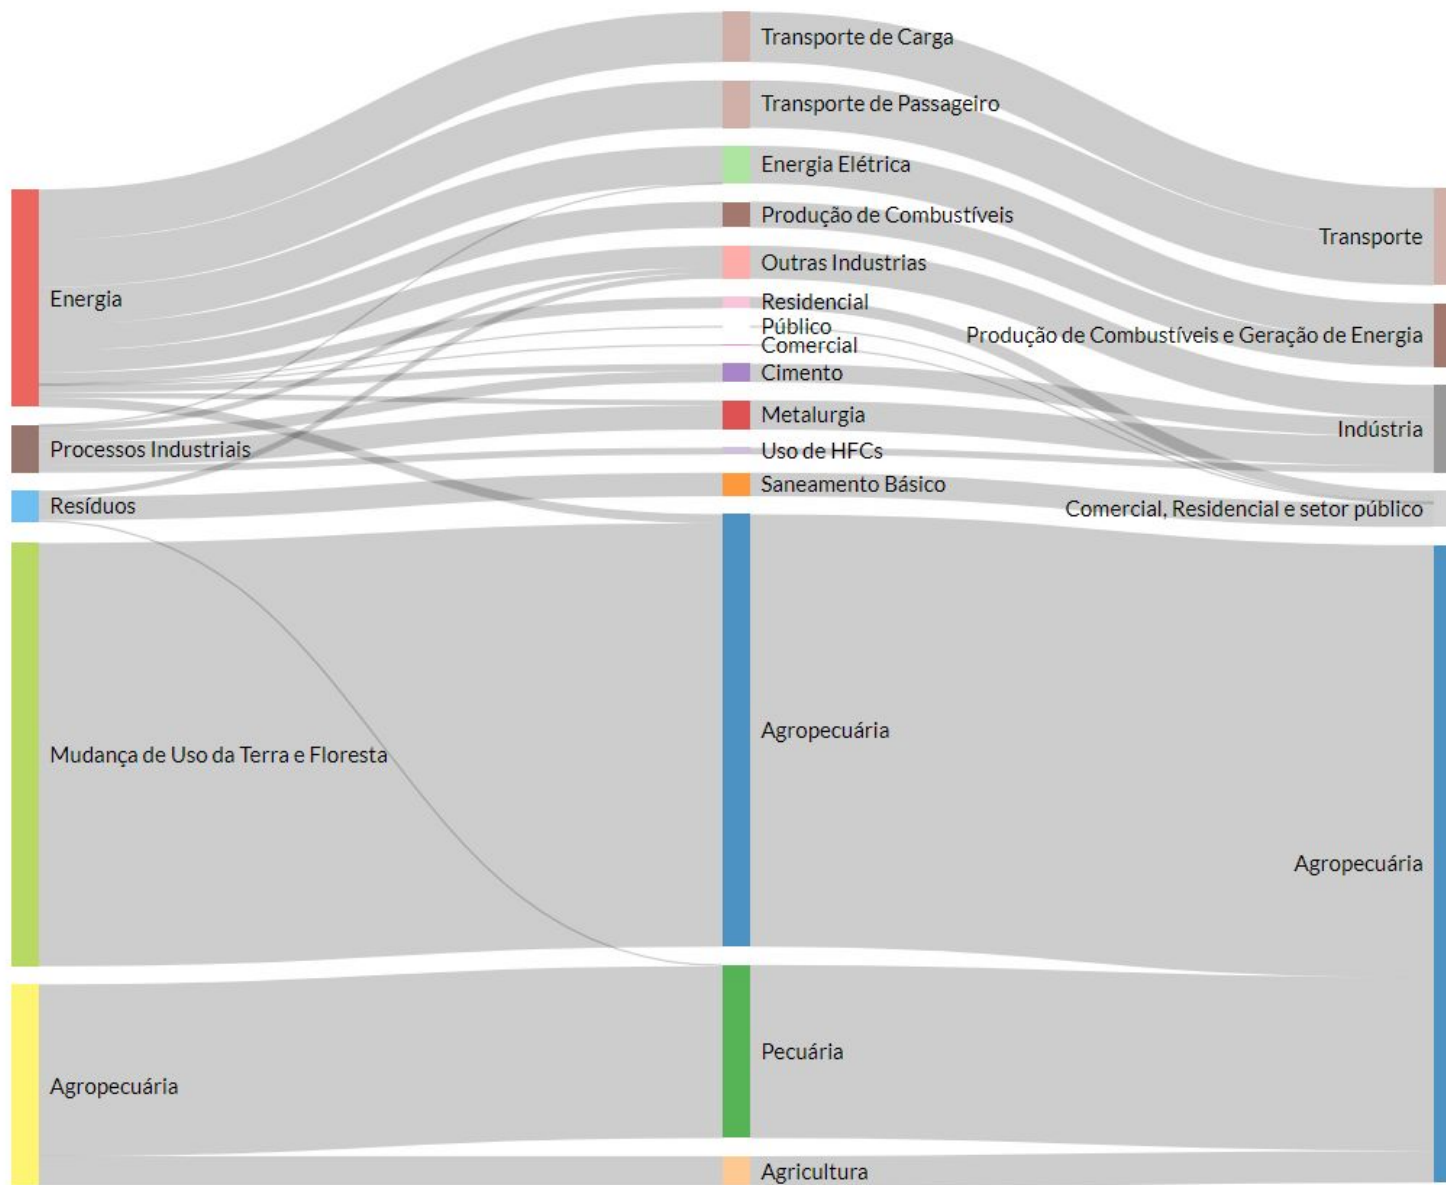 Energia
Processos Industriais
Resíduos
Mudança de Uso da Terra e Floresta
Agropecuária
Transporte de Carga
Transporte de Passageiro
Energia Elétrica
Produção de Combustíveis
Outras Industrias
Residencial
Público
Comercial
Cimento
Metalurgia
Uso de HFCs
Saneamento Básico
Agropecuária
Pecuária
Agricultura
Transporte
Produção de Combustíveis e Geração de Energia
Indústria
Comercial, Residencial e setor público
Agropecuária